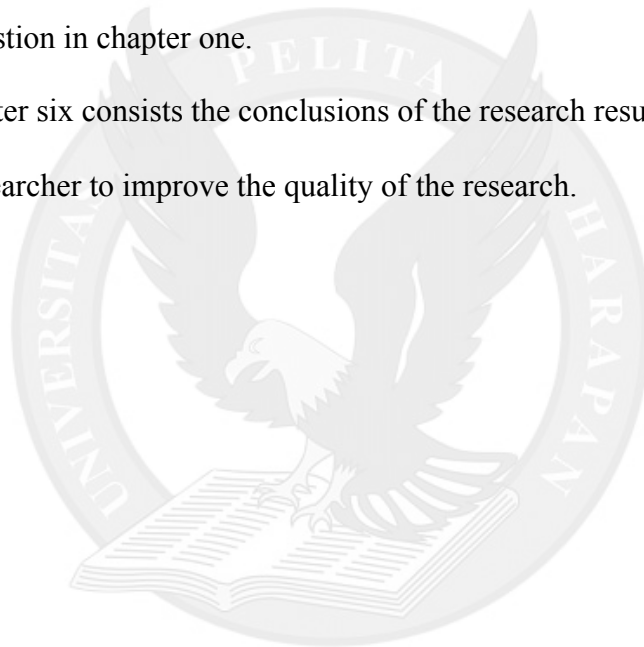 stion in chapter one.
PELITA
ter six consists the conclusions of the research resu
earcher to improve the quality of the research.
UNIVERSITAS
HARAPAN